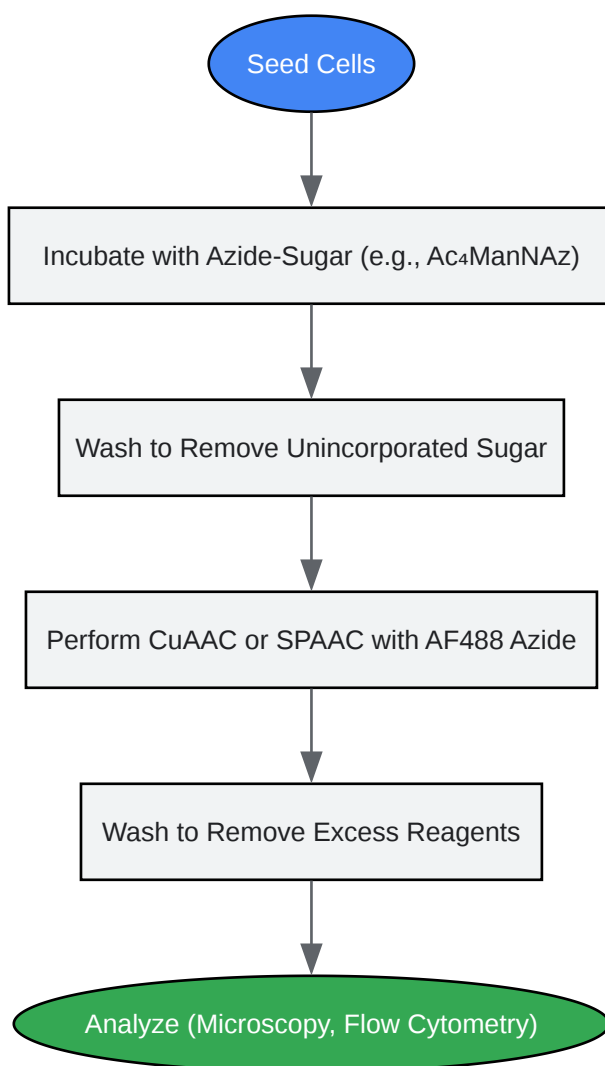 Seed Cells
Incubate with Azide-Sugar (e.g., Ac₄ManNAz)
Wash to Remove Unincorporated Sugar
Perform CuAAC or SPAAC with AF488 Azide
Wash to Remove Excess Reagents
Analyze (Microscopy, Flow Cytometry)